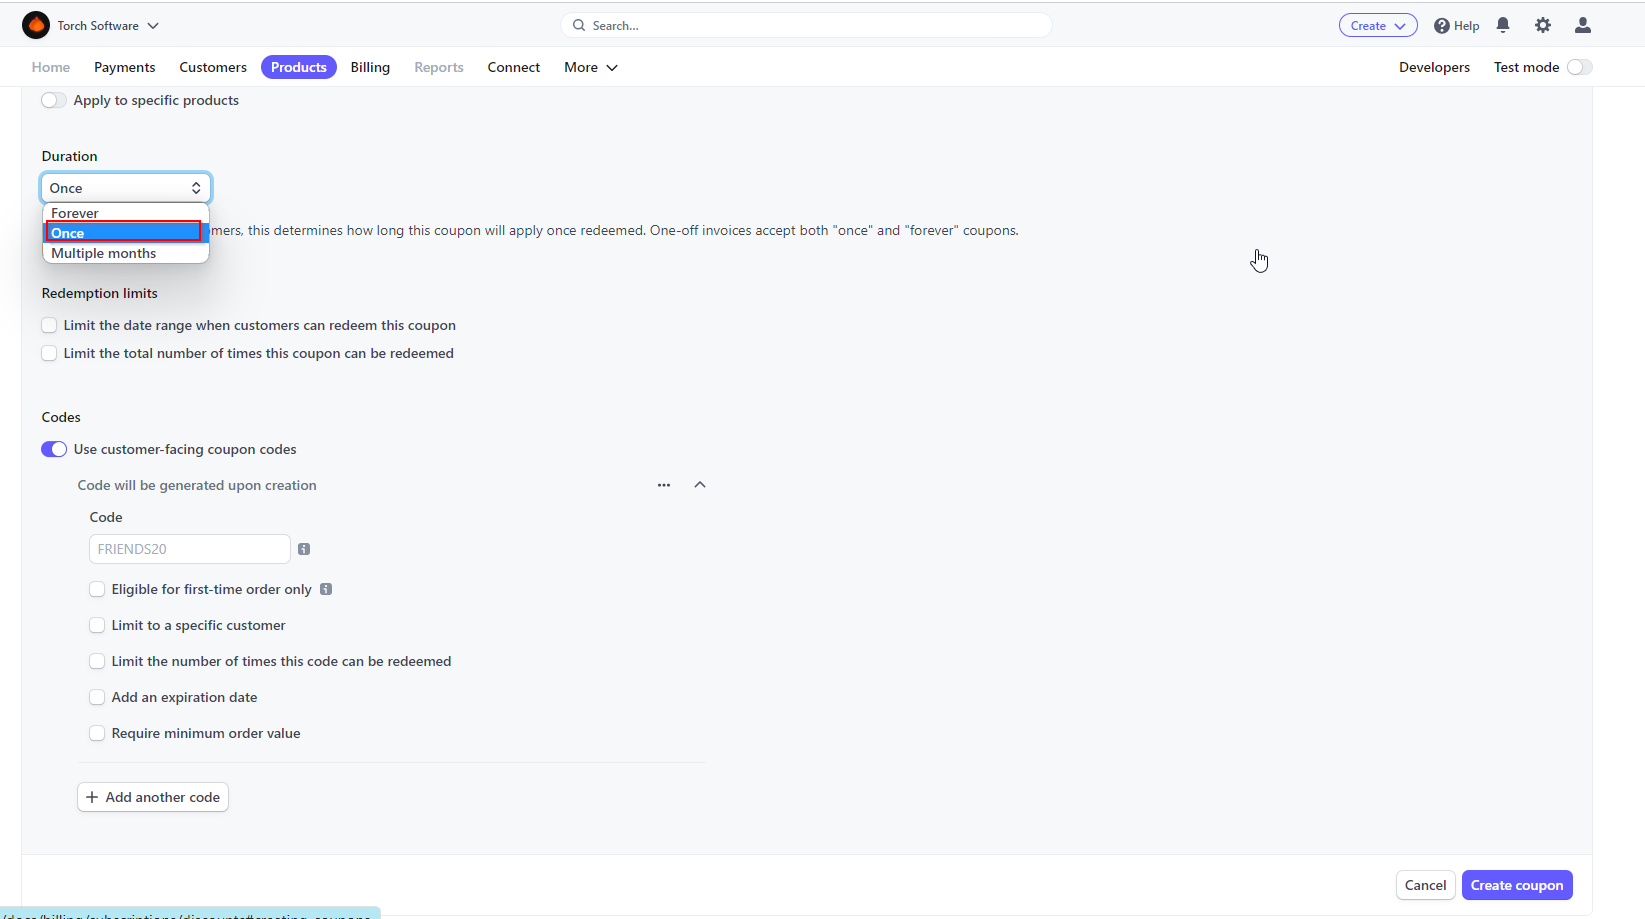 Torch Software
Search...
Create
Help
Home
Payments
Customers
Products
Billing
Reports
Connect
More
Developers
Test mode
Apply to specific products
Duration
Once
Forever
Once
Multiple months
mers, this determines how long this coupon will apply once redeemed. One-off invoices accept both "once" and "forever" coupons.
Redemption limits
Limit the date range when customers can redeem this coupon
Limit the total number of times this coupon can be redeemed
Codes
Use customer-facing coupon codes
Code will be generated upon creation
Code
FRIENDS20
Eligible for first-time order only
Limit to a specific customer
Limit the number of times this code can be redeemed
Add an expiration date
Require minimum order value
Add another code
Cancel
Create coupon
/docs/billing/subscriptions/discounts#creating-coupons